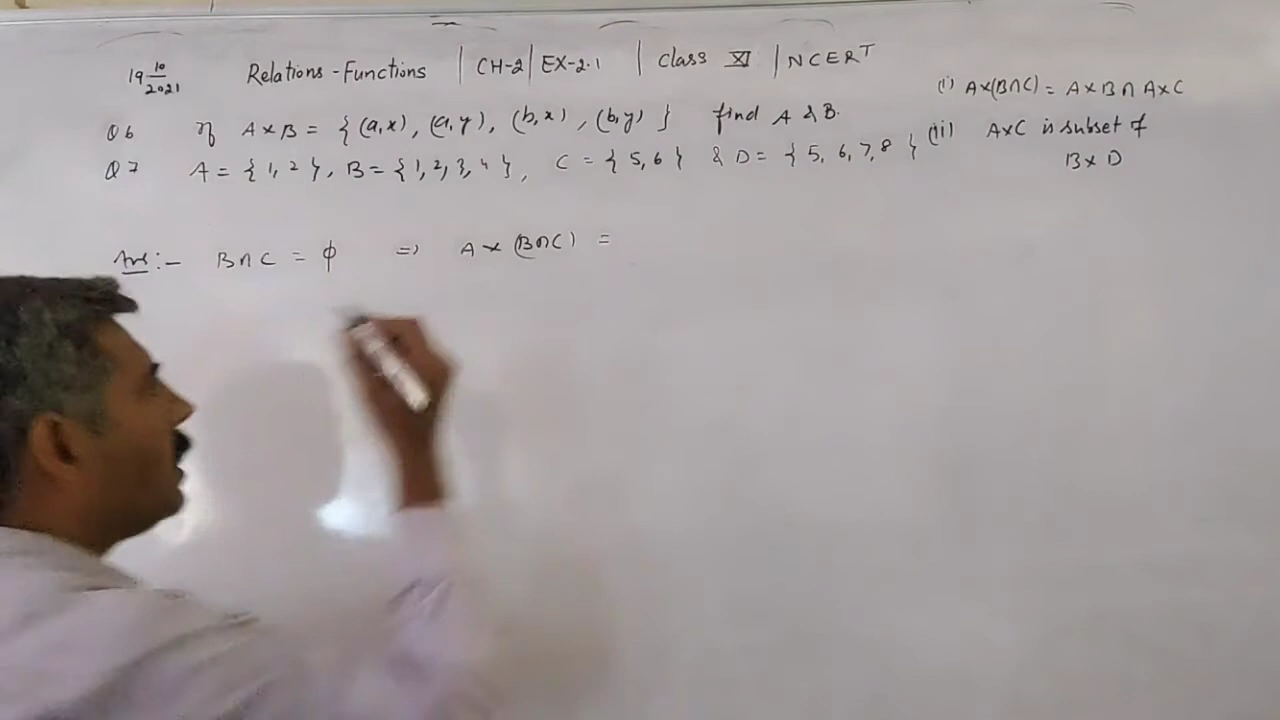 19 10/2021 Relations-Functions | CH-2 | EX-2.1 | Class XI | NCERT
Q6 If A×B = {(a,x), (a,y), (b,x), (b,y)} find A & B.
Q7 A = {1,2}, B = {1,2,3,4}, C = {5,6} & D = {5,6,7,8}
(i) A×(B∩C) = A×B∩A×C
(ii) A×C is subset of
B×D
Ans:- B∩C = ϕ ⇒ A×(B∩C) =